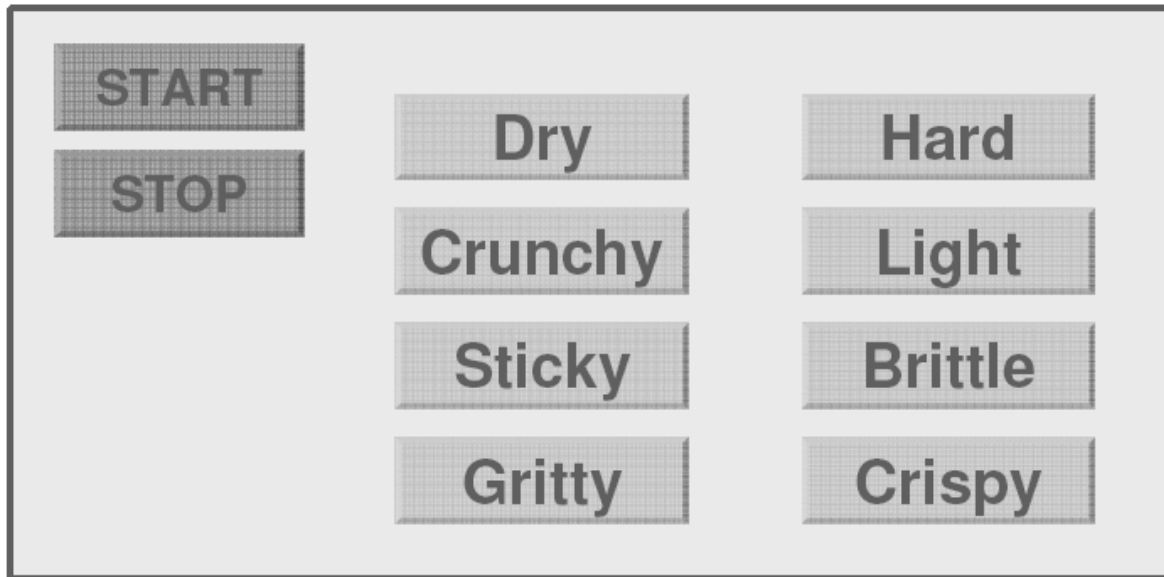 START
STOP
Dry
Hard
Crunchy
Light
Sticky
Brittle
Gritty
Crispy